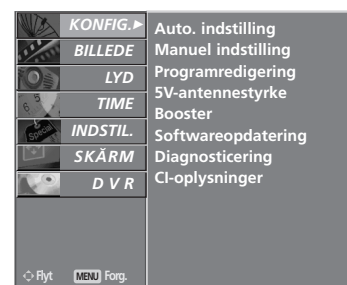 KONFIG.
BILLEDE
LYD
TIME
INDSTIL.
SKÄRM
D V R
Flyt MENU Forg.
Auto. indstilling
Manuel indstilling
Programredigering
5V-antennestyrke
Booster
Softwareopdatering
Diagnosticering
CI-oplysninger